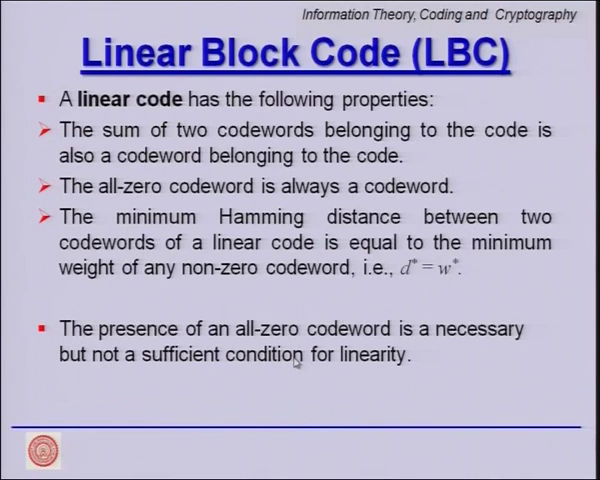 Information Theory, Coding and Cryptography
Linear Block Code (LBC)
▪ A linear code has the following properties:
➢ The sum of two codewords belonging to the code is
also a codeword belonging to the code.
➢ The all-zero codeword is always a codeword.
➢ The minimum Hamming distance between two
codewords of a linear code is equal to the minimum
weight of any non-zero codeword, i.e., d* = w*.
▪ The presence of an all-zero codeword is a necessary
but not a sufficient condition for linearity.